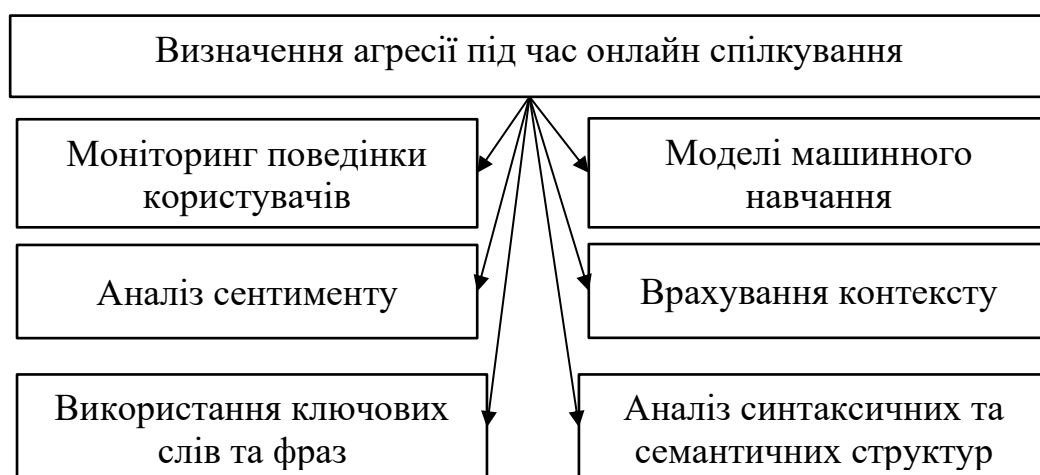 Визначення агресії під час онлайн спілкування
Моніторинг поведінки
користувачів
Моделі машинного
навчання
Аналіз сентименту
Врахування контексту
Використання ключових
слів та фраз
Аналіз синтаксичних та
семантичних структур